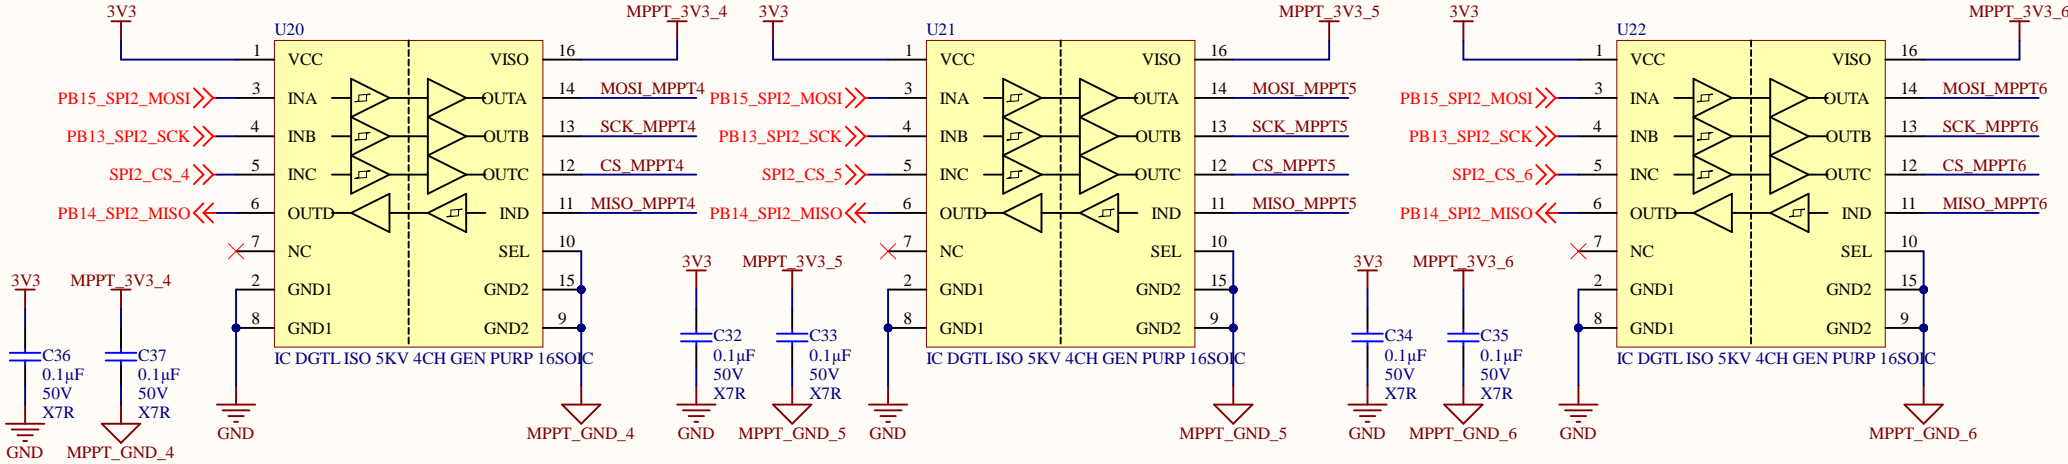 3V3
MPPT_3V3_4
3V3
MPPT_3V3_5
3V3
MPPT_3V3_6
U20
1 VCC VISO 16
PB15_SPI2_MOSI 3 INA OUTA 14 MOSI_MPPT4
PB13_SPI2_SCK 4 INB OUTB 13 SCK_MPPT4
SPI2_CS_4 5 INC OUTC 12 CS_MPPT4
PB14_SPI2_MISO 6 OUTD IND 11 MISO_MPPT4
7 NC SEL 10
2 GND1 GND2 15
8 GND1 GND2 9
IC DGTL ISO 5KV 4CH GEN PURP 16SOIC
GND
MPPT_GND_4
3V3
C36
0.1µF
50V
X7R
GND
MPPT_3V3_4
C37
0.1µF
50V
X7R
MPPT_GND_4
U21
1 VCC VISO 16
PB15_SPI2_MOSI 3 INA OUTA 14 MOSI_MPPT5
PB13_SPI2_SCK 4 INB OUTB 13 SCK_MPPT5
SPI2_CS_5 5 INC OUTC 12 CS_MPPT5
PB14_SPI2_MISO 6 OUTD IND 11 MISO_MPPT5
7 NC SEL 10
2 GND1 GND2 15
8 GND1 GND2 9
IC DGTL ISO 5KV 4CH GEN PURP 16SOIC
GND
MPPT_GND_5
3V3
C32
0.1µF
50V
X7R
GND
MPPT_3V3_5
C33
0.1µF
50V
X7R
MPPT_GND_5
U22
1 VCC VISO 16
PB15_SPI2_MOSI 3 INA OUTA 14 MOSI_MPPT6
PB13_SPI2_SCK 4 INB OUTB 13 SCK_MPPT6
SPI2_CS_6 5 INC OUTC 12 CS_MPPT6
PB14_SPI2_MISO 6 OUTD IND 11 MISO_MPPT6
7 NC SEL 10
2 GND1 GND2 15
8 GND1 GND2 9
IC DGTL ISO 5KV 4CH GEN PURP 16SOIC
GND
MPPT_GND_6
3V3
C34
0.1µF
50V
X7R
GND
MPPT_3V3_6
C35
0.1µF
50V
X7R
MPPT_GND_6